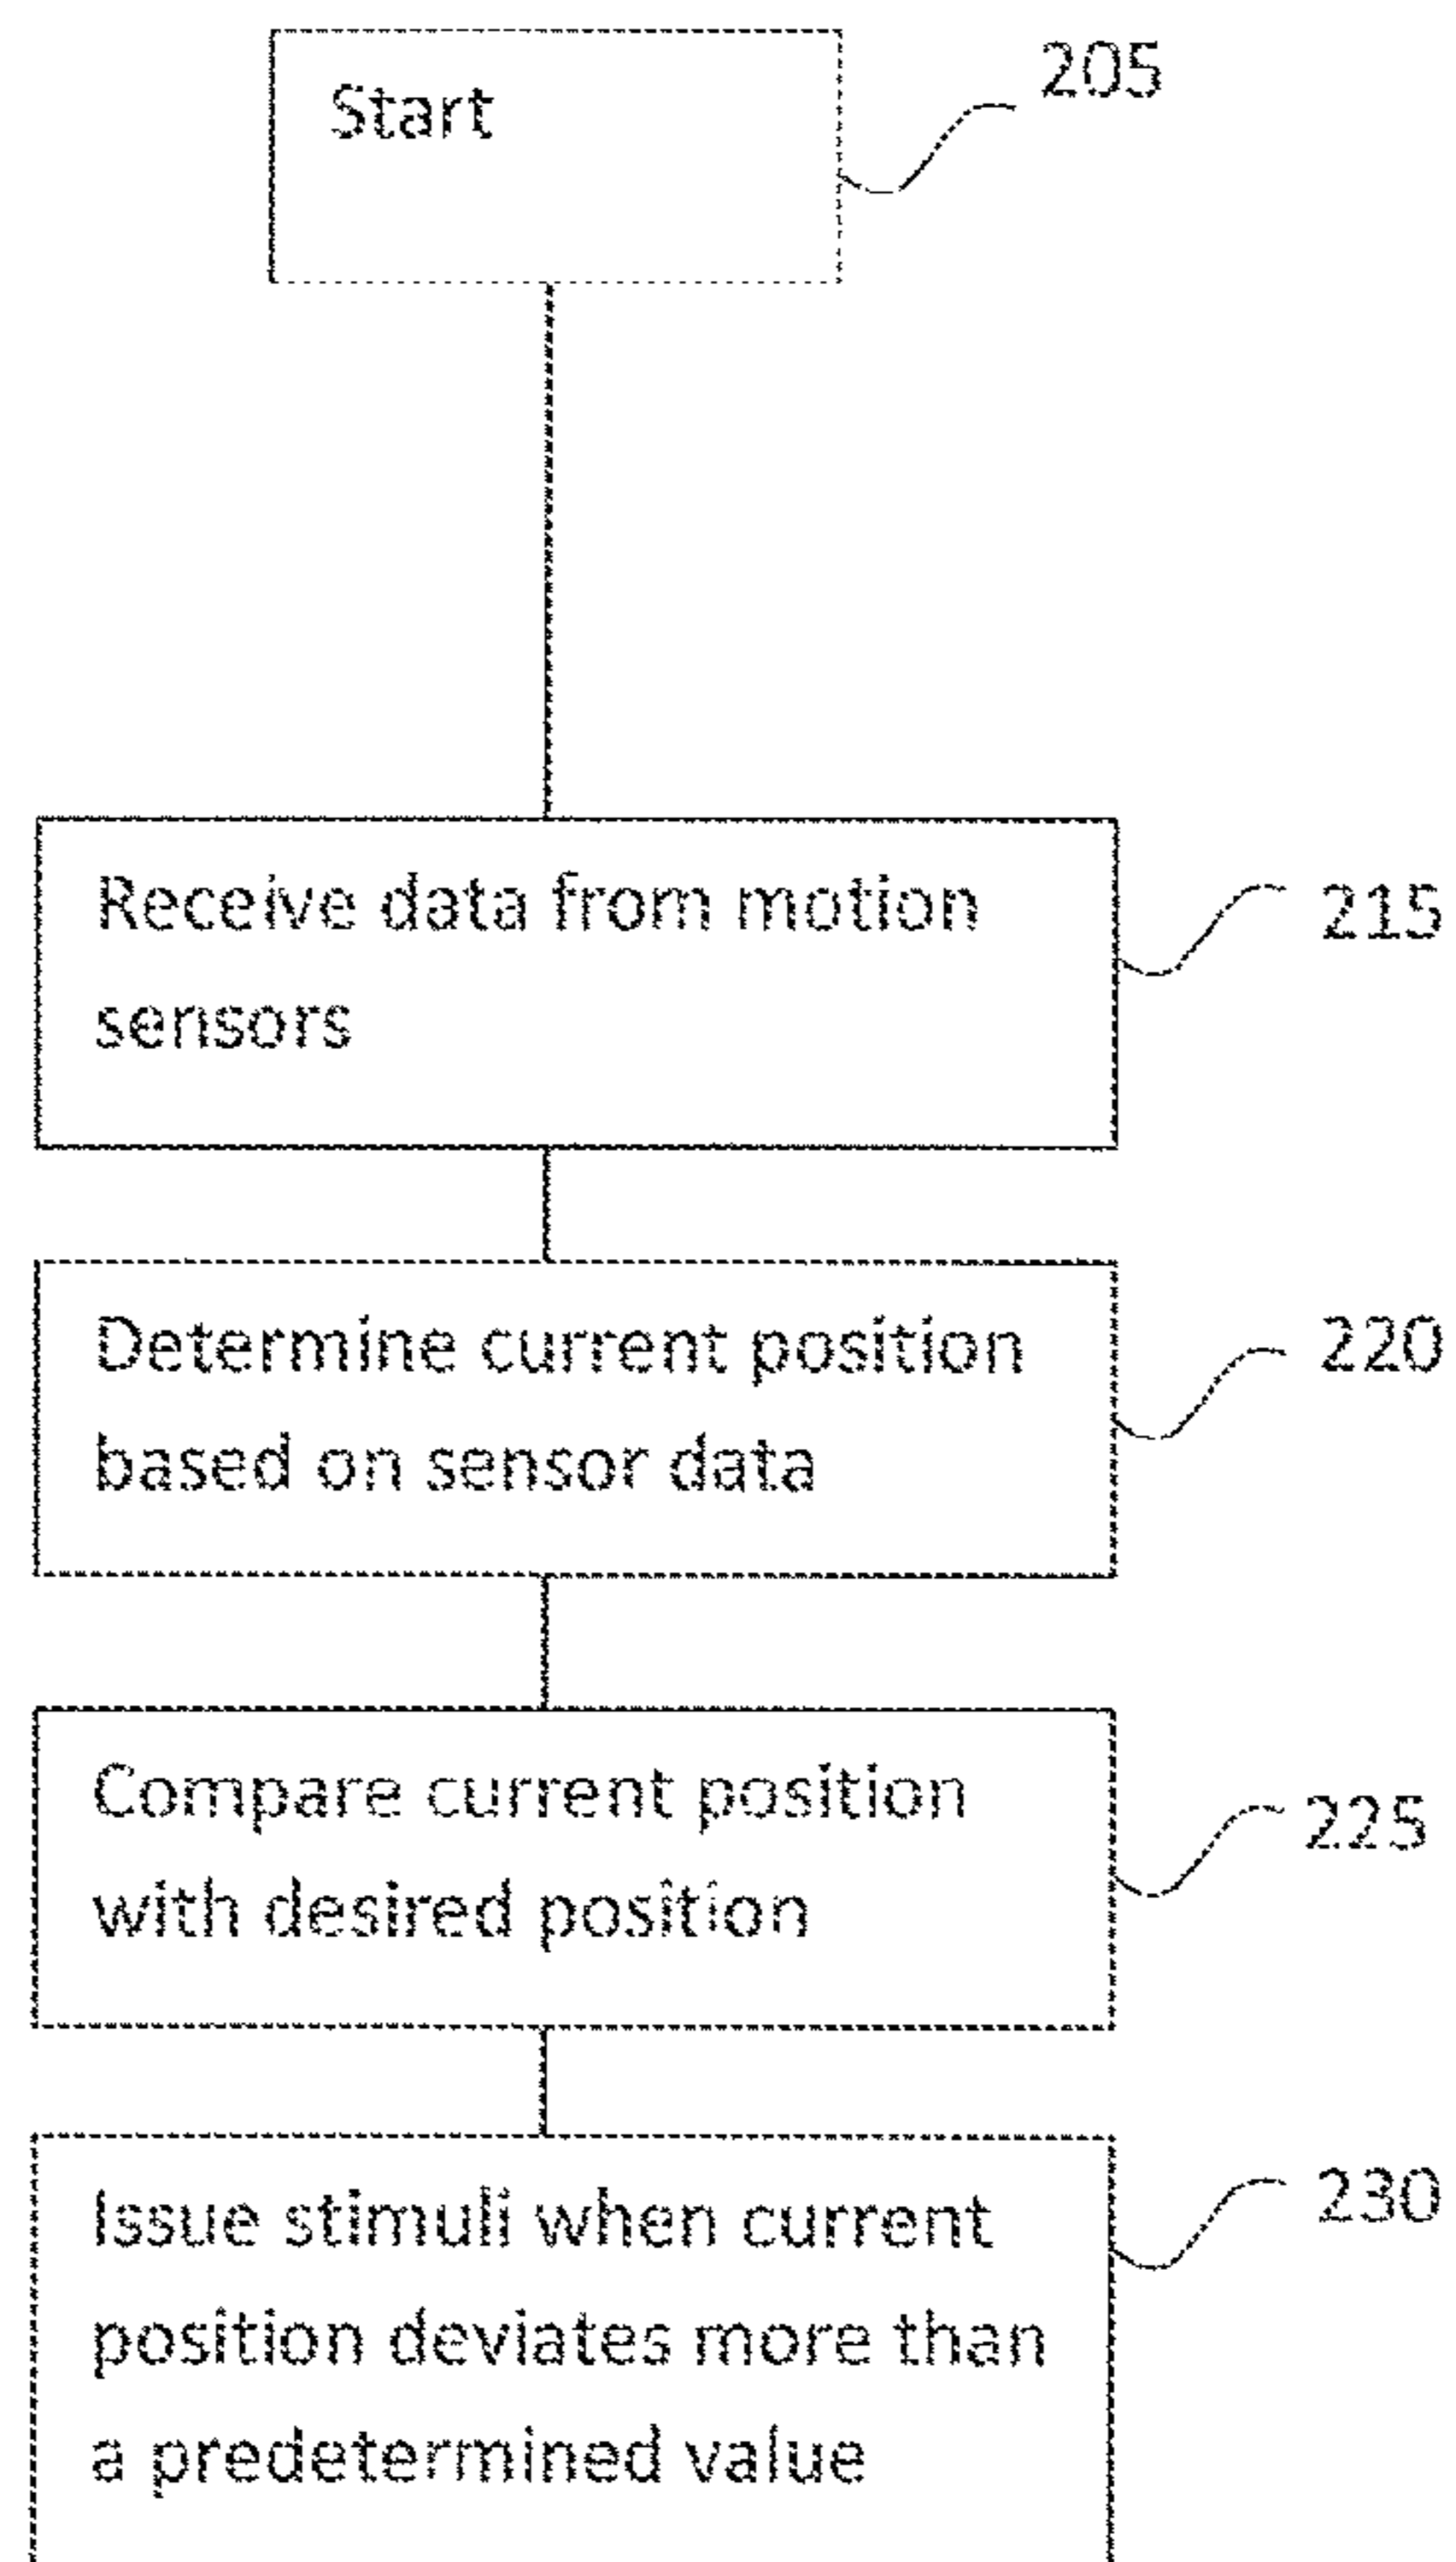 Start
205
Receive data from motion
sensors
215
Determine current position
based on sensor data
220
Compare current position
with desired position
225
Issue stimuli when current
position deviates more than
a predetermined value
230